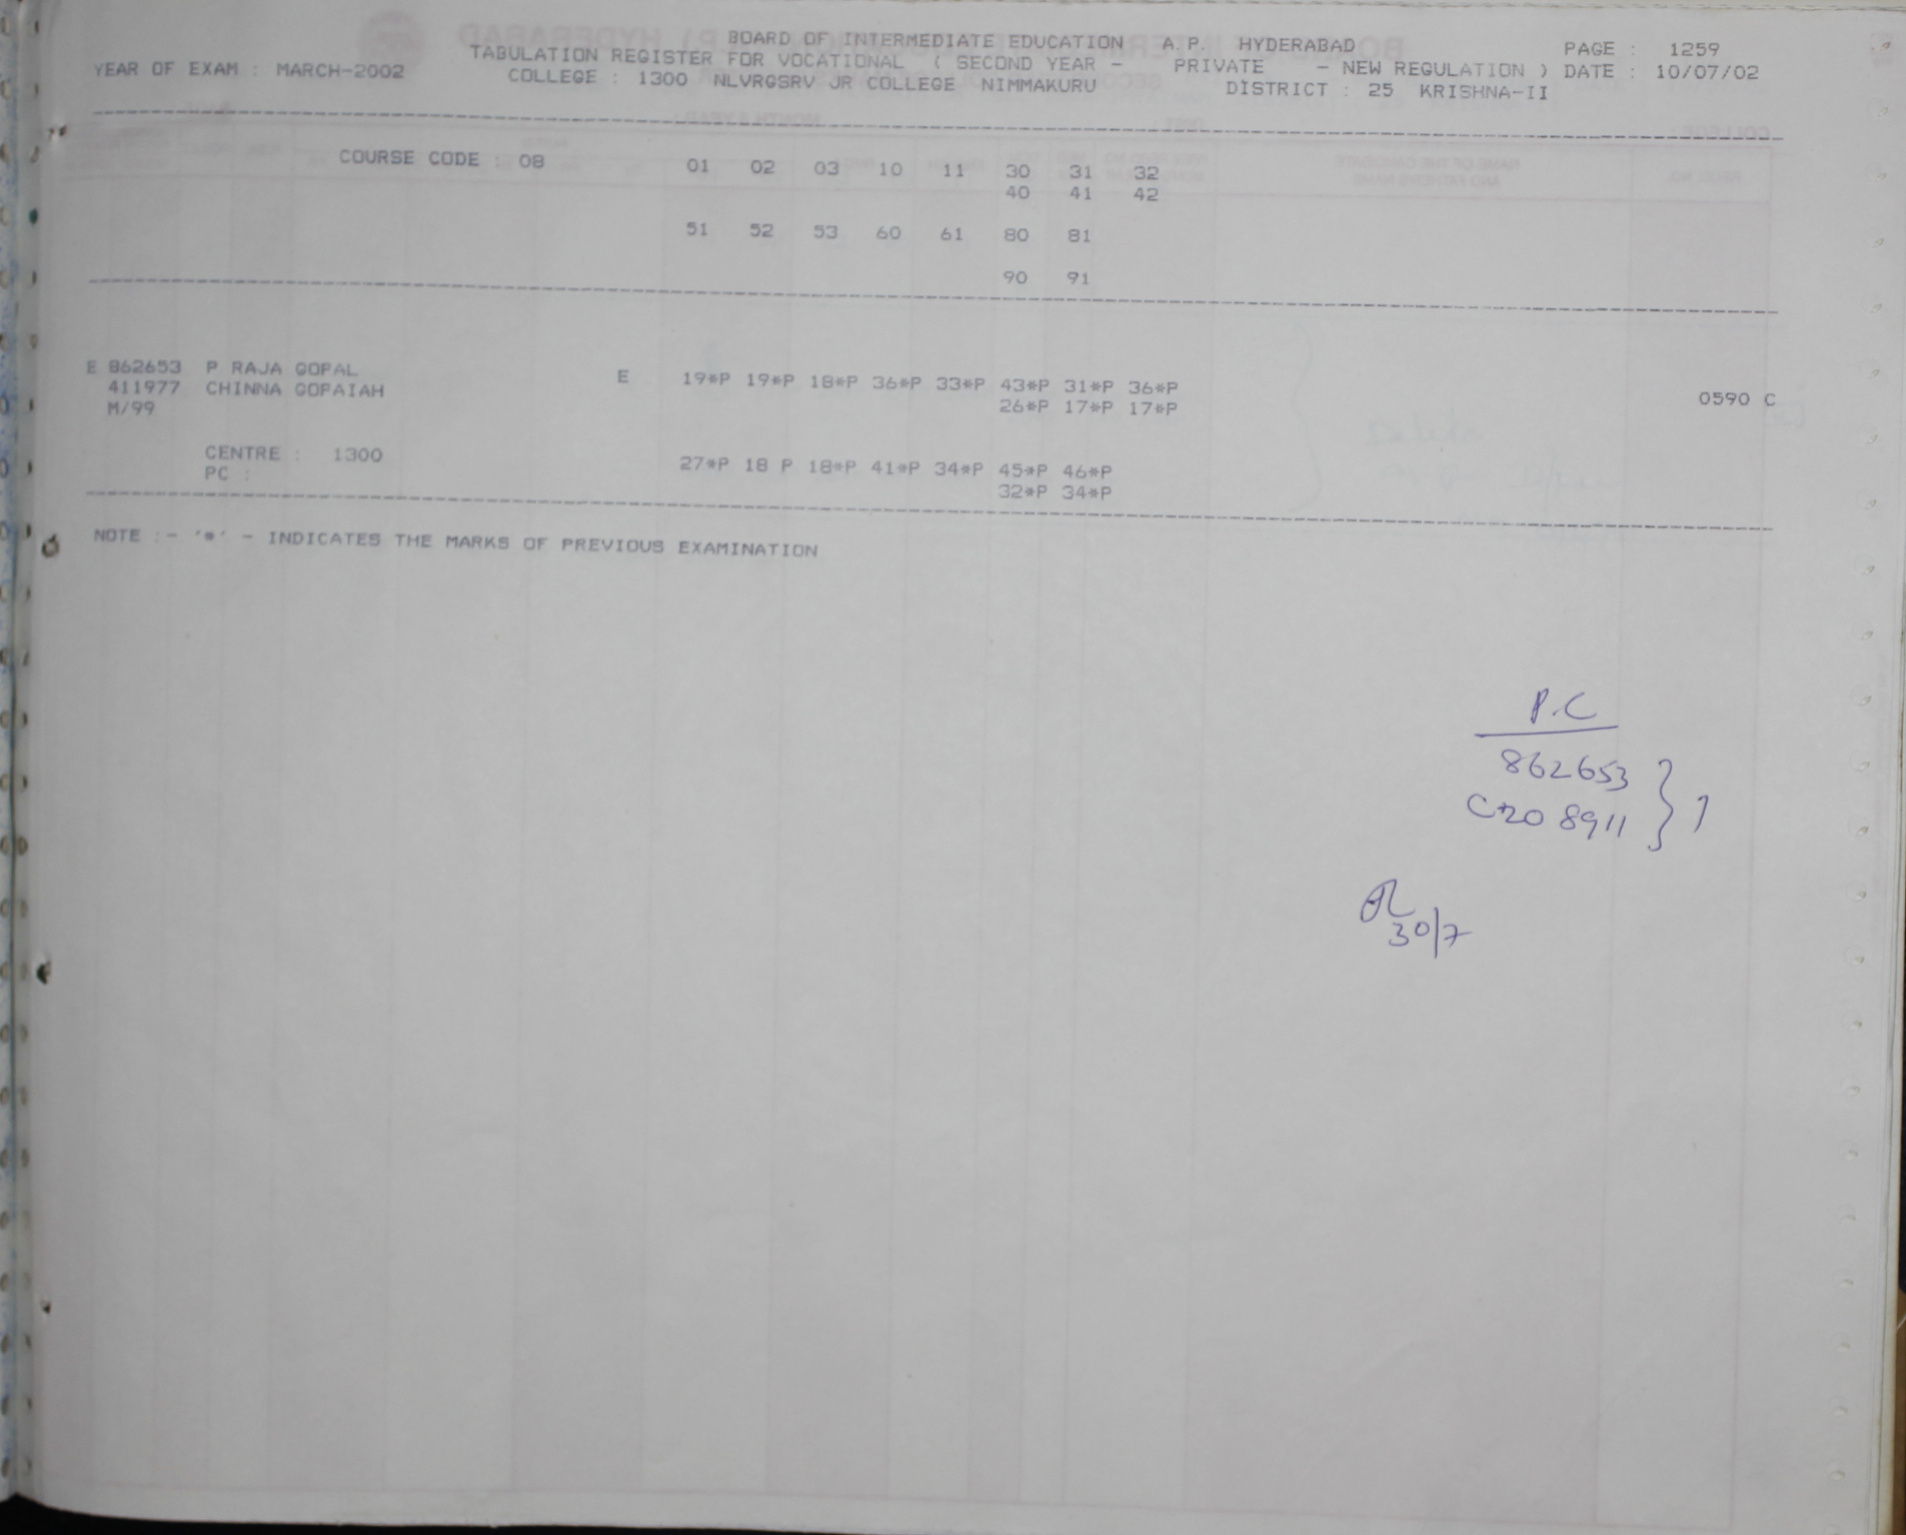 BOARD OF INTERMEDIATE EDUCATION A.P. HYDERABAD PAGE : 1259
YEAR OF EXAM : MARCH-2002 TABULATION REGISTER FOR VOCATIONAL ( SECOND YEAR - PRIVATE - NEW REGULATION ) DATE : 10/07/02
COLLEGE : 1300 NLVRGSRV JR COLLEGE NIMMAKURU DISTRICT : 25 KRISHNA-II
COURSE CODE : 08 01 02 03 10 11 30 31 32
40 41 42
51 52 53 60 61 80 81
90 91
E 862653 P RAJA GOPAL E 19*P 19*P 18*P 36*P 33*P 43*P 31*P 36*P
411977 CHINNA GOPAIAH 26*P 17*P 17*P 0590 C
M/99
CENTRE : 1300 27*P 18 P 18*P 41*P 34*P 45*P 46*P
PC : 32*P 34*P
NOTE :- '*' - INDICATES THE MARKS OF PREVIOUS EXAMINATION
P.C
862653
8911
30/7